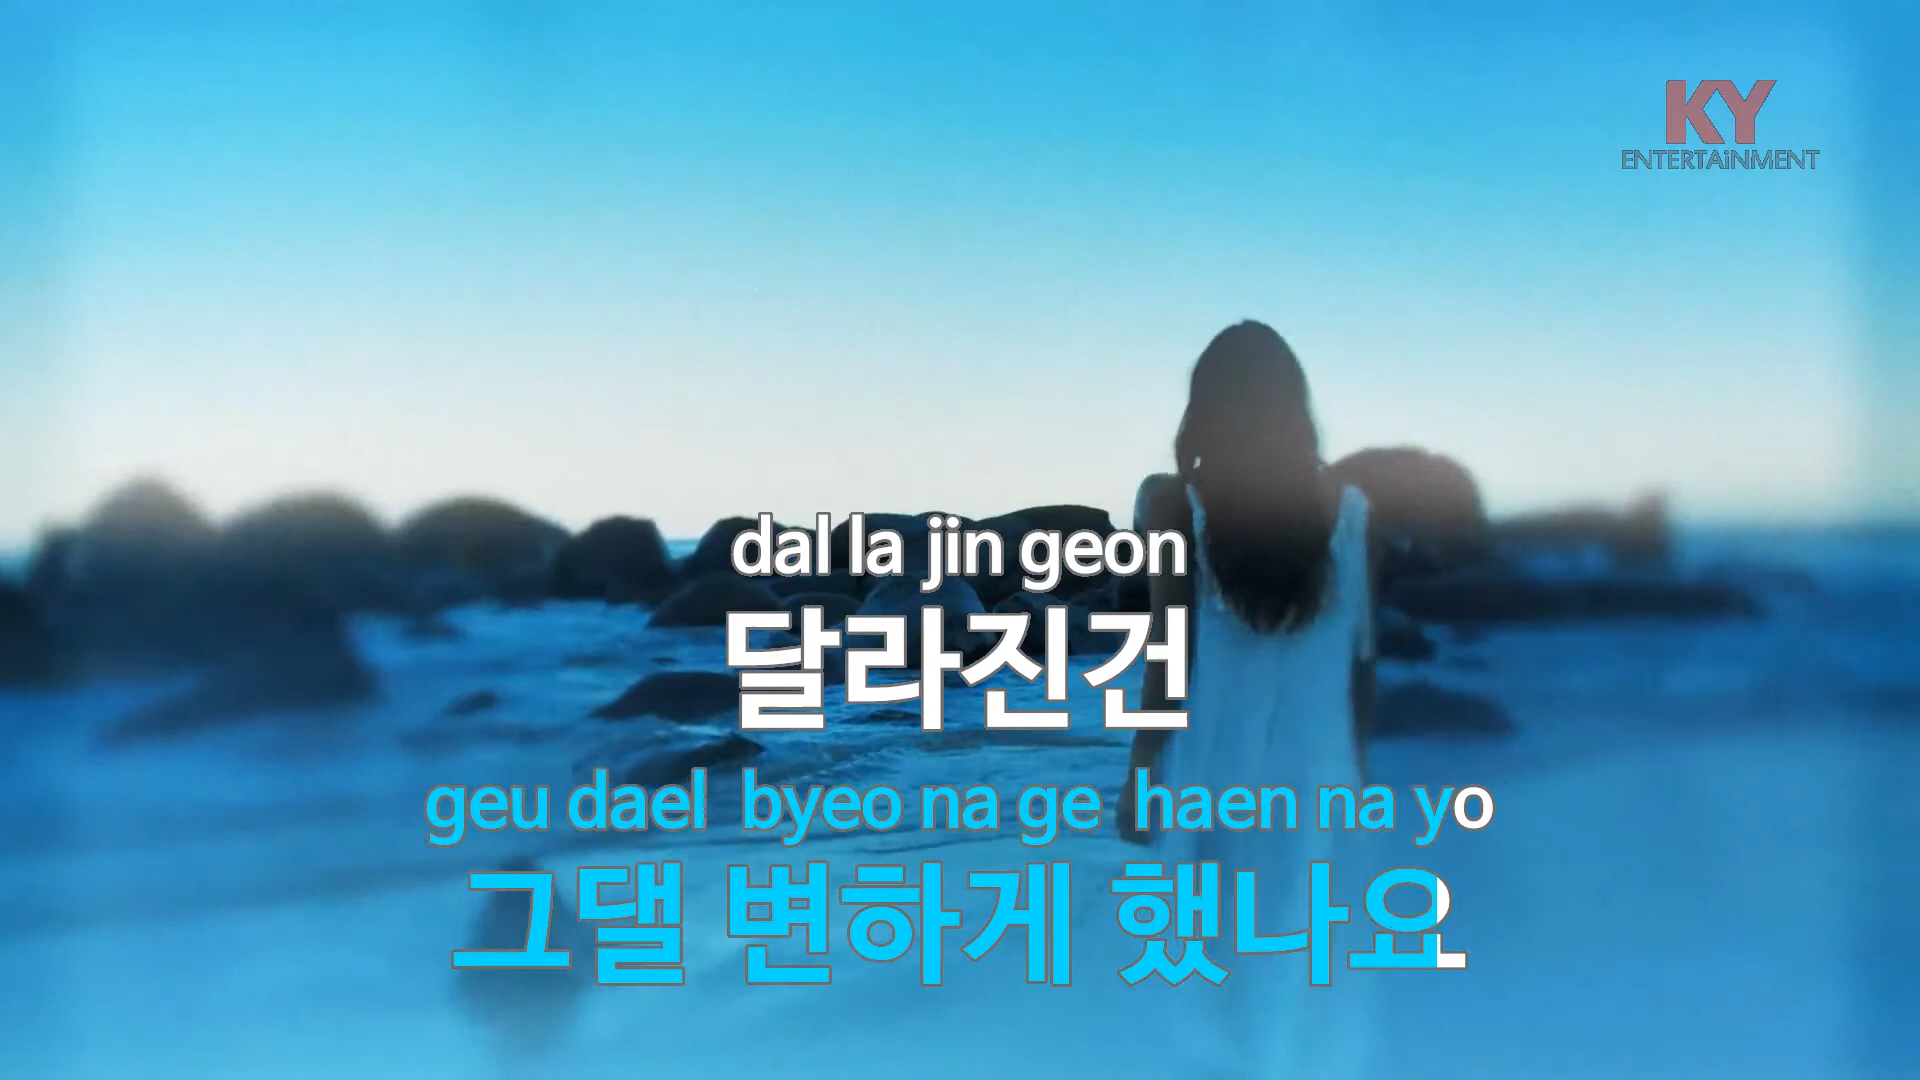 KY
ENTERTAiNMENT
dal la jin geon
달라진건
geu dael byeo na ge haen na yo
그댈 변하게 했나요